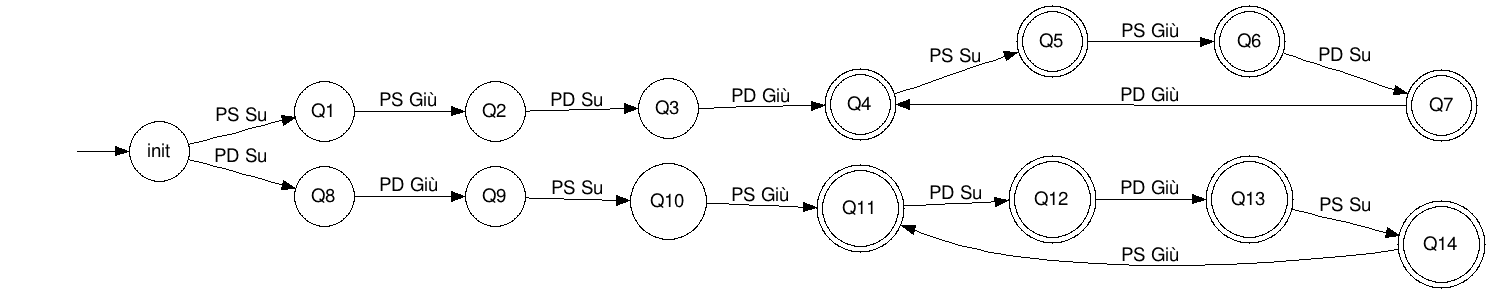 Q5
PS Giù
Q6
PS Su
PD Su
PS Su
Q1
PS Giù
Q2
PD Su
Q3
PD Giù
Q4
PD Giù
Q7
init
PD Su
Q8
PD Giù
Q9
PS Su
Q10
PS Giù
Q11
PD Su
Q12
PD Giù
Q13
PS Su
Q14
PS Giù